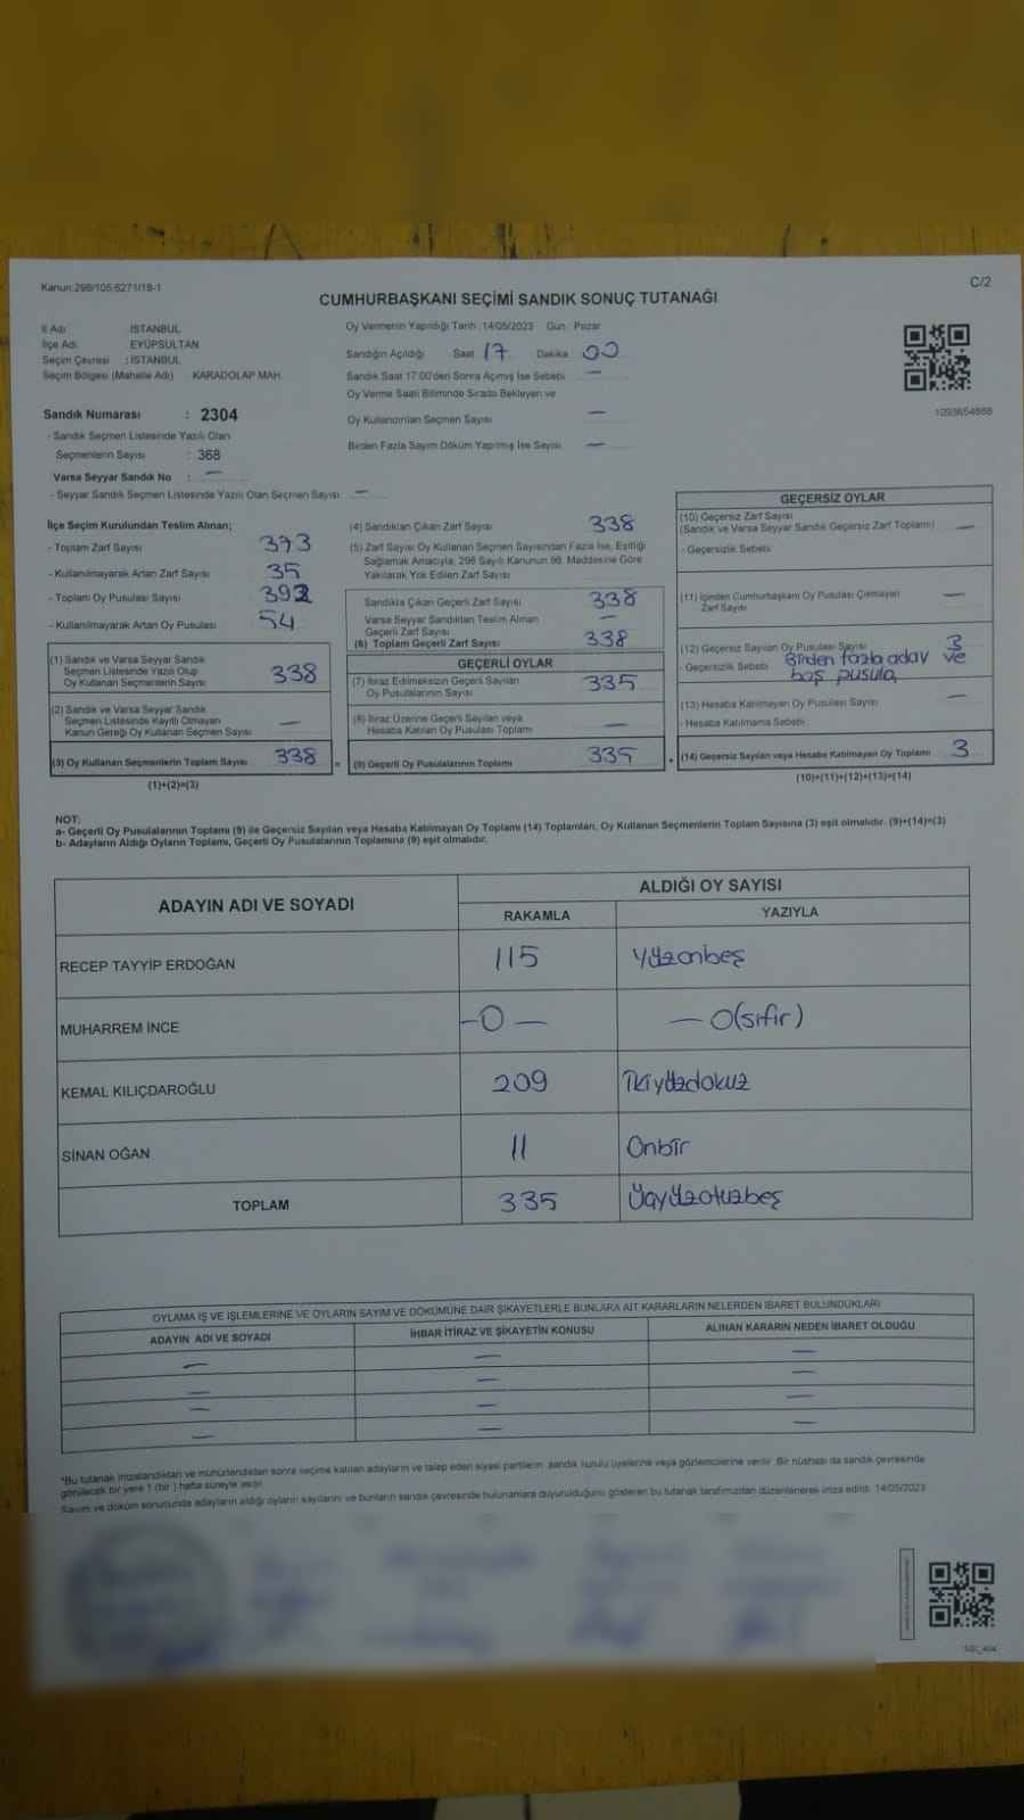 Kanun:298/105-6271/18-1
C/2
CUMHURBAŞKANI SEÇİMİ SANDIK SONUÇ TUTANAĞI
İl Adı : İSTANBUL
İlçe Adı : EYÜPSULTAN
Seçim Çevresi : İSTANBUL
Seçim Bölgesi (Mahalle Adı) KARADOLAP MAH.
Oy Vermenin Yapıldığı Tarih :14/05/2023 Gün: Pazar
Sandığın Açıldığı Saat 17 Dakika 00
Sandık Saat 17:00'den Sonra Açılmış İse Sebebi —
Oy Verme Saati Bitiminde Sırada Bekleyen ve
Oy Kullandırılan Seçmen Sayısı —
Birden Fazla Sayım Döküm Yapılmış İse Sayısı —
Sandık Numarası : 2304
- Sandık Seçmen Listesinde Yazılı Olan
Seçmenlerin Sayısı : 368
Varsa Seyyar Sandık No : —
- Seyyar Sandık Seçmen Listesinde Yazılı Olan Seçmen Sayısı —
İlçe Seçim Kurulundan Teslim Alınan;
- Toplam Zarf Sayısı 373
- Kullanılmayarak Artan Zarf Sayısı 35
- Toplam Oy Pusulası Sayısı 392
- Kullanılmayarak Artan Oy Pusulası 54
(1) Sandık ve Varsa Seyyar Sandık
Seçmen Listesinde Yazılı Olup
Oy Kullanan Seçmenlerin Sayısı 338
(2) Sandık ve Varsa Seyyar Sandık
Seçmen Listesinde Kayıtlı Olmayan
Kanun Gereği Oy Kullanan Seçmen Sayısı —
(3) Oy Kullanan Seçmenlerin Toplam Sayısı 338
(1)+(2)=(3)
(4) Sandıktan Çıkan Zarf Sayısı 338
(5) Zarf Sayısı Oy Kullanan Seçmen Sayısından Fazla İse, Eşitliği
Sağlamak Amacıyla, 298 Sayılı Kanunun 98. Maddesine Göre
Yakılarak Yok Edilen Zarf Sayısı
Sandıkta Çıkan Geçerli Zarf Sayısı 338
Varsa Seyyar Sandıktan Teslim Alınan
Geçerli Zarf Sayısı —
(6) Toplam Geçerli Zarf Sayısı 338
GEÇERLİ OYLAR
(7) İtiraz Edilmeksizin Geçerli Sayılan
Oy Pusulalarının Sayısı 335
(8) İtiraz Üzerine Geçerli Sayılan veya
Hesaba Katılan Oy Pusulası Toplamı —
(9) Geçerli Oy Pusulalarının Toplamı 335
GEÇERSİZ OYLAR
(10) Geçersiz Zarf Sayısı
(Sandık ve Varsa Seyyar Sandık Geçersiz Zarf Toplamı) —
- Geçersizlik Sebebi
(11) İçinden Cumhurbaşkanı Oy Pusulası Çıkmayan
Zarf Sayısı —
(12) Geçersiz Sayılan Oy Pusulası Sayısı 3
- Geçersizlik Sebebi Birden fazla aday ve
boş pusula
(13) Hesaba Katılmayan Oy Pusulası Sayısı —
- Hesaba Katılmama Sebebi
(14) Geçersiz Sayılan veya Hesaba Katılmayan Oy Toplamı 3
(10)+(11)+(12)+(13)=(14)
NOT:
a- Geçerli Oy Pusulalarının Toplamı (9) ile Geçersiz Sayılan veya Hesaba Katılmayan Oy Toplamı (14) Toplamları, Oy Kullanan Seçmenlerin Toplam Sayısına (3) eşit olmalıdır. (9)+(14)=(3)
b- Adayların Aldığı Oyların Toplamı, Geçerli Oy Pusulalarının Toplamına (9) eşit olmalıdır.
ADAYIN ADI VE SOYADI ALDIĞI OY SAYISI
RAKAMLA YAZIYLA
RECEP TAYYİP ERDOĞAN 115 Yüzonbeş
MUHARREM İNCE -0- — 0(sıfır)
KEMAL KILIÇDAROĞLU 209 İkiyüzdokuz
SİNAN OĞAN 11 Onbir
TOPLAM 335 Üçyüzotuzbeş
OYLAMA İŞ VE İŞLEMLERİNE VE OYLARIN SAYIM VE DÖKÜMÜNE DAİR ŞİKAYETLERLE BUNLARA AİT KARARLARIN NELERDEN İBARET BULUNDUKLARI
ADAYIN ADI VE SOYADI İHBAR İTİRAZ VE ŞİKAYETİN KONUSU ALINAN KARARIN NEDEN İBARET OLDUĞU
— — —
— — —
— — —
— — —
*Bu tutanak imzalandıktan ve mühürlendikten sonra seçime katılan adayların ve talep eden siyasi partilerin sandık kurulu üyelerine veya gözlemcilerine verilir. Bir nüshası da sandık çevresinde
görülecek bir yere 1 (bir) hafta süreyle asılır.
Sayım ve döküm sonucunda adayların aldığı oyların sayılarını ve bunların sandık çevresinde bulunanlara duyurulduğunu gösteren bu tutanak tarafımızdan düzenlenerek imza edildi. 14/05/2023